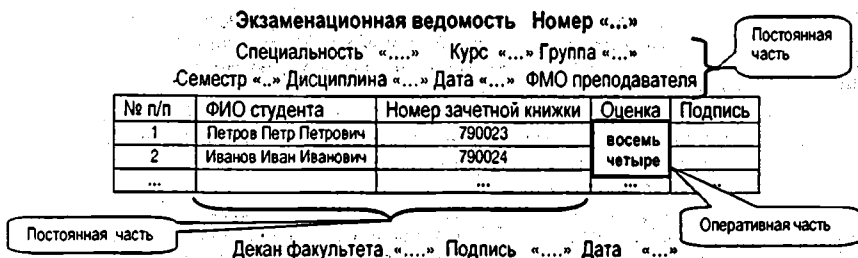 Экзаменационная ведомость Номер «...»
Специальность «....» Курс «...» Группа «...»
Семестр «..» Дисциплина «...» Дата «...» ФМО преподавателя
Постоянная часть
№ п/п ФИО студента Номер зачетной книжки Оценка Подпись
1 Петров Петр Петрович 790023 восемь
2 Иванов Иван Иванович 790024 четыре
... ... ... ...
Постоянная часть
Оперативная часть
Декан факультета «....» Подпись «....» Дата «...»